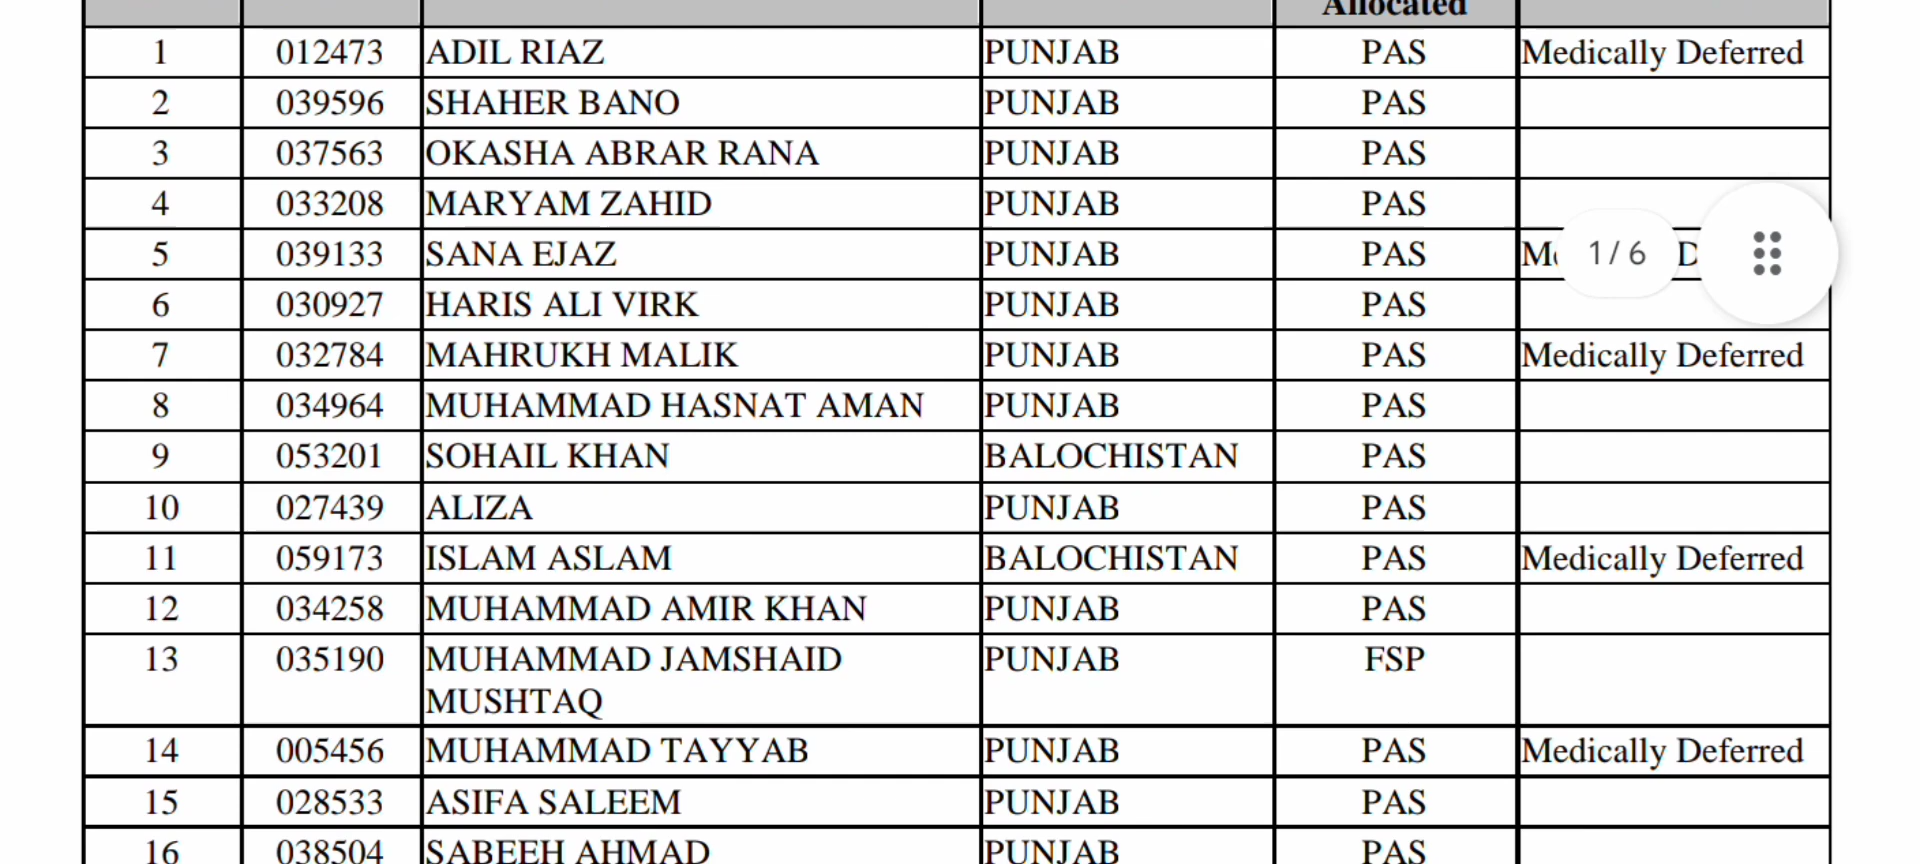 Allocated
1 012473 ADIL RIAZ PUNJAB PAS Medically Deferred
2 039596 SHAHER BANO PUNJAB PAS
3 037563 OKASHA ABRAR RANA PUNJAB PAS
4 033208 MARYAM ZAHID PUNJAB PAS
5 039133 SANA EJAZ PUNJAB PAS
1/ 6
6 030927 HARIS ALI VIRK PUNJAB PAS
7 032784 MAHRUKH MALIK PUNJAB PAS Medically Deferred
8 034964 MUHAMMAD HASNAT AMAN PUNJAB PAS
9 053201 SOHAIL KHAN BALOCHISTAN PAS
10 027439 ALIZA PUNJAB PAS
11 059173 ISLAM ASLAM BALOCHISTAN PAS Medically Deferred
12 034258 MUHAMMAD AMIR KHAN PUNJAB PAS
13 035190 MUHAMMAD JAMSHAID PUNJAB FSP
MUSHTAQ
14 005456 MUHAMMAD TAYYAB PUNJAB PAS Medically Deferred
15 028533 ASIFA SALEEM PUNJAB PAS
16 038504 SABEEH AHMAD PUNJAB PAS